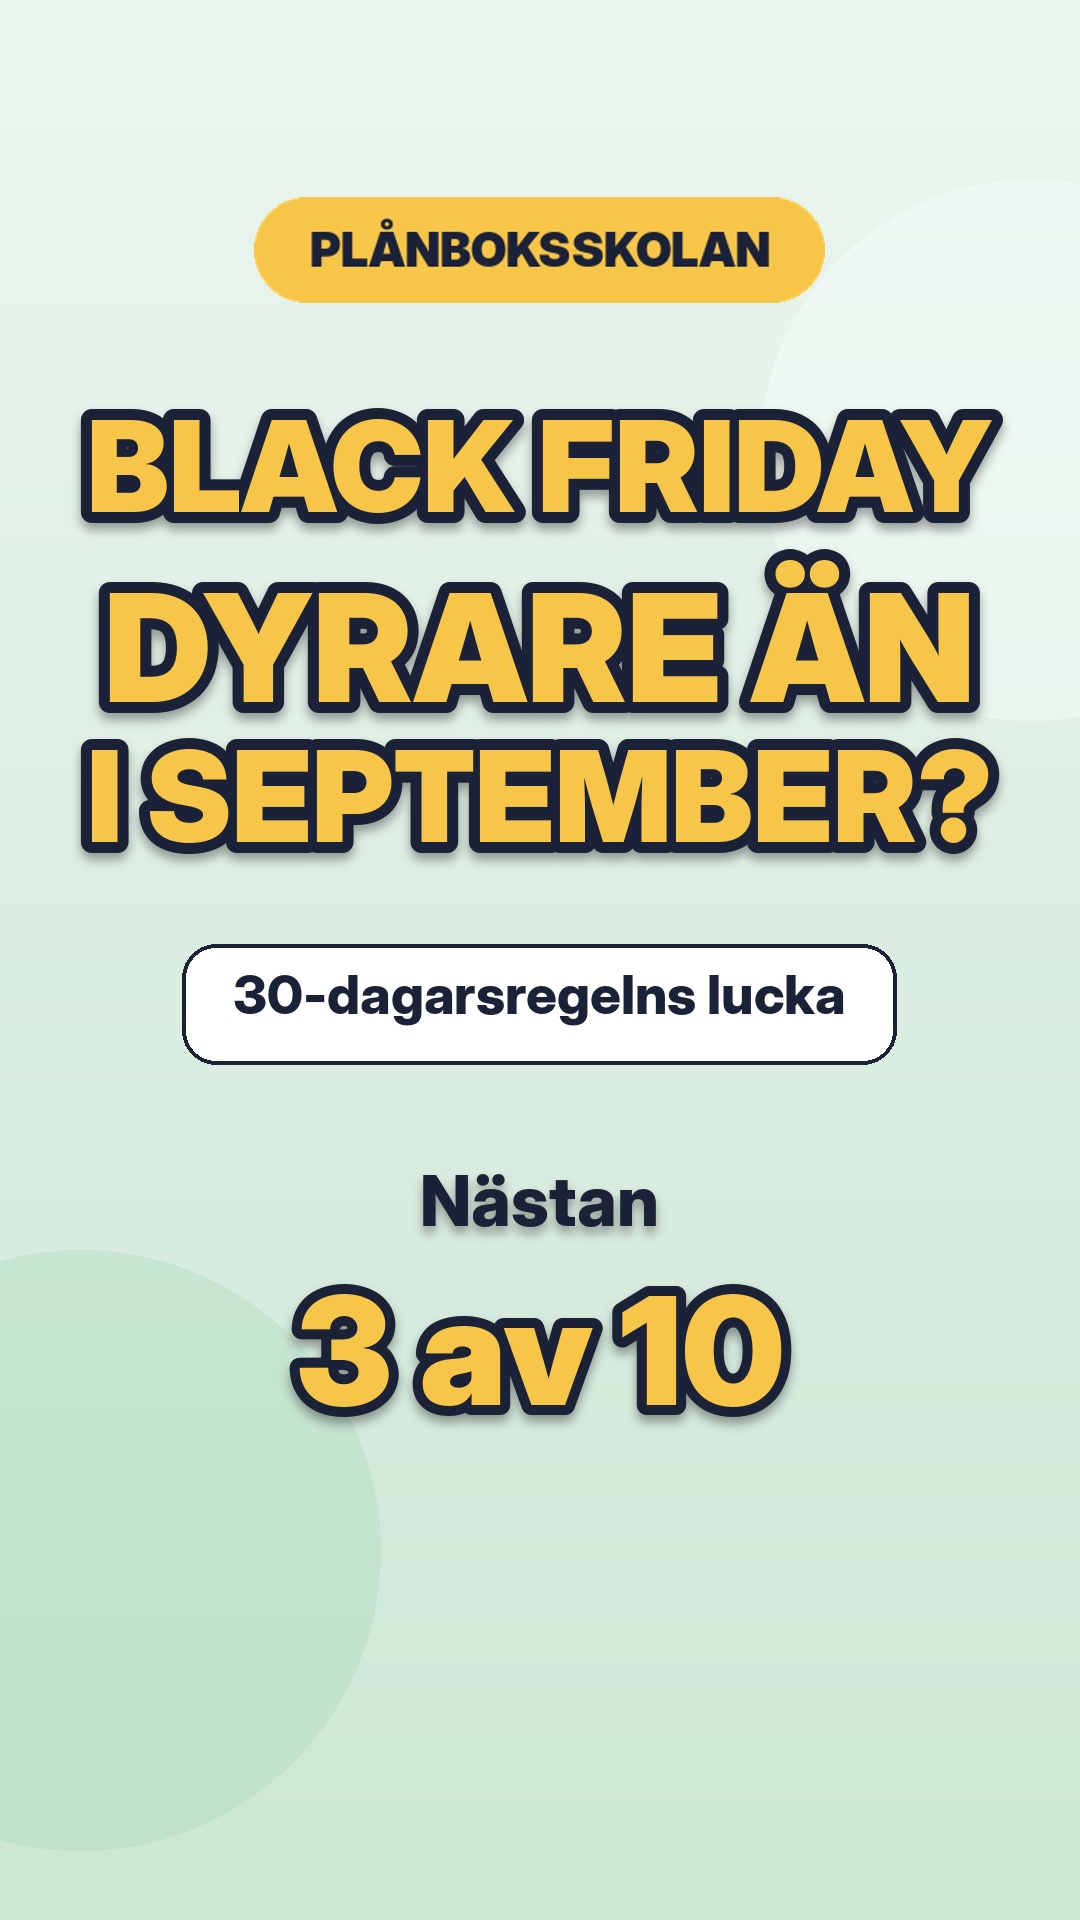 PLÅNBOKSSKOLAN
BLACK FRIDAY
DYRARE ÄN
I SEPTEMBER?
30-dagarsregelns lucka
Nästan
3 av 10